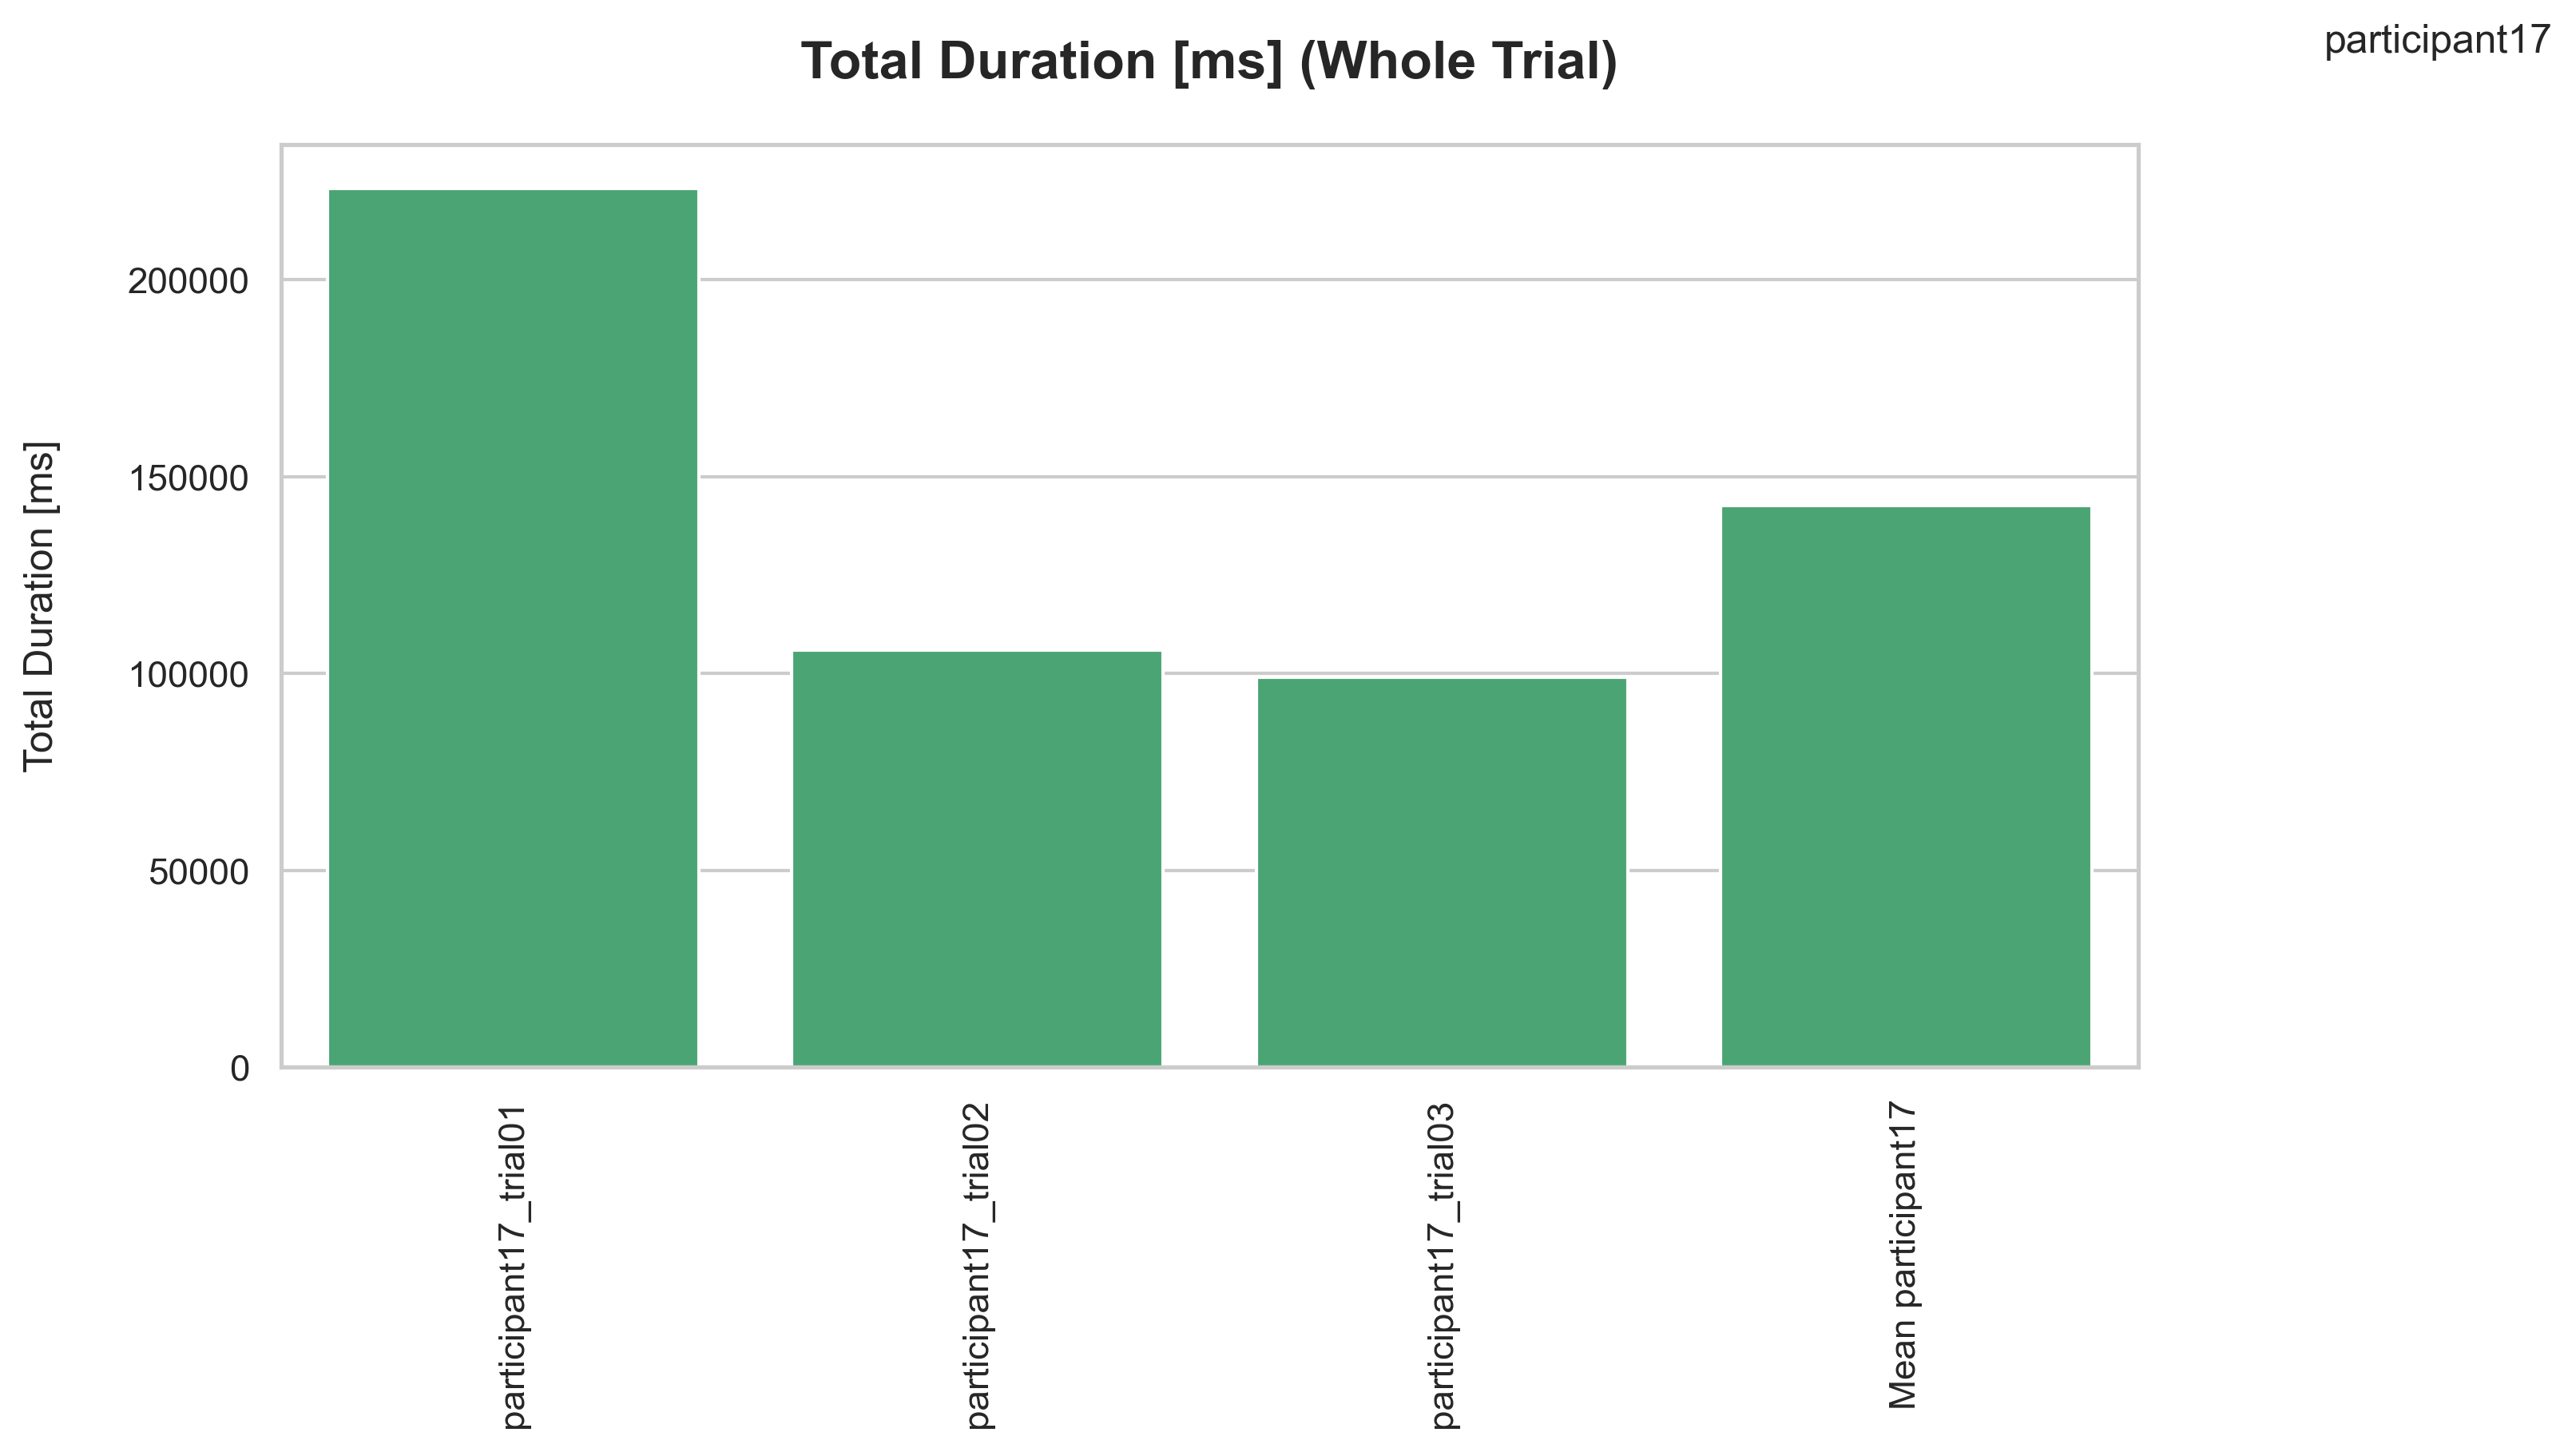 participant17
Total Duration [ms] (Whole Trial)
Total Duration [ms]
200000
150000
100000
50000
0
participant17_trial01
participant17_trial02
participant17_trial03
Mean participant17